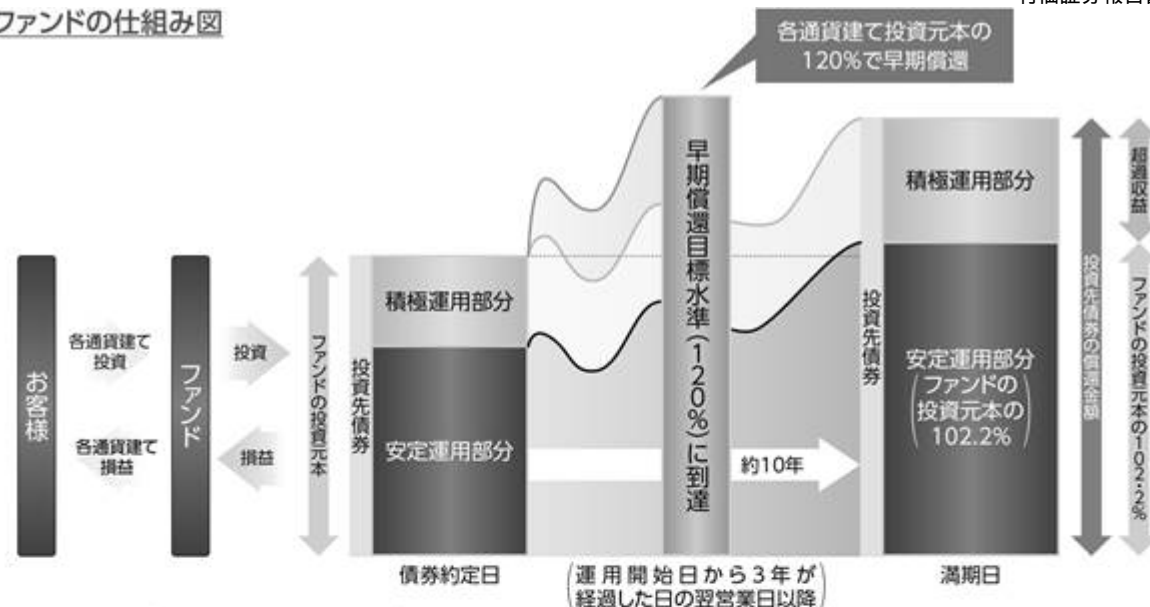 ファンドの仕組み図
各通貨建て投資元本の
120%で早期償還
お客様
各通貨建て
投資
各通貨建て
損益
ファンド
投資
損益
ファンドの投資元本
投資先債券
積極運用部分
安定運用部分
債券約定日
早期償還目標水準(120%)に到達
(運用開始日から3年が
経過した日の翌営業日以降)
約10年
投資先債券
積極運用部分
安定運用部分
(ファンドの
投資元本の
102.2%)
満期日
投資先債券の償還金額
超過収益
ファンドの投資元本の102.2%